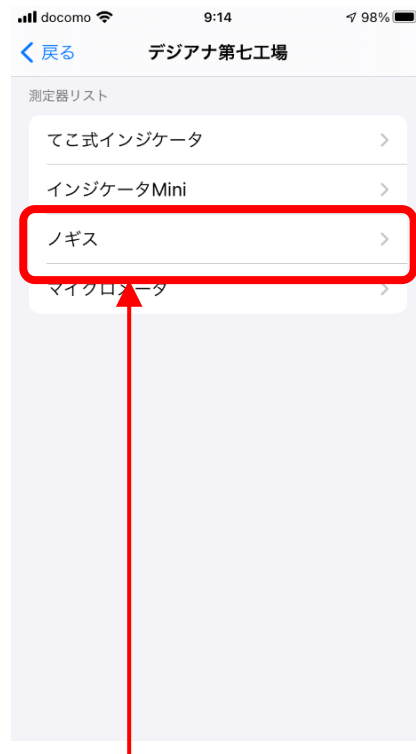 docomo 9:14 98%
戻る デジアナ第七工場
測定器リスト
てこ式インジケータ
インジケータMini
ノギス
マイクロメータ